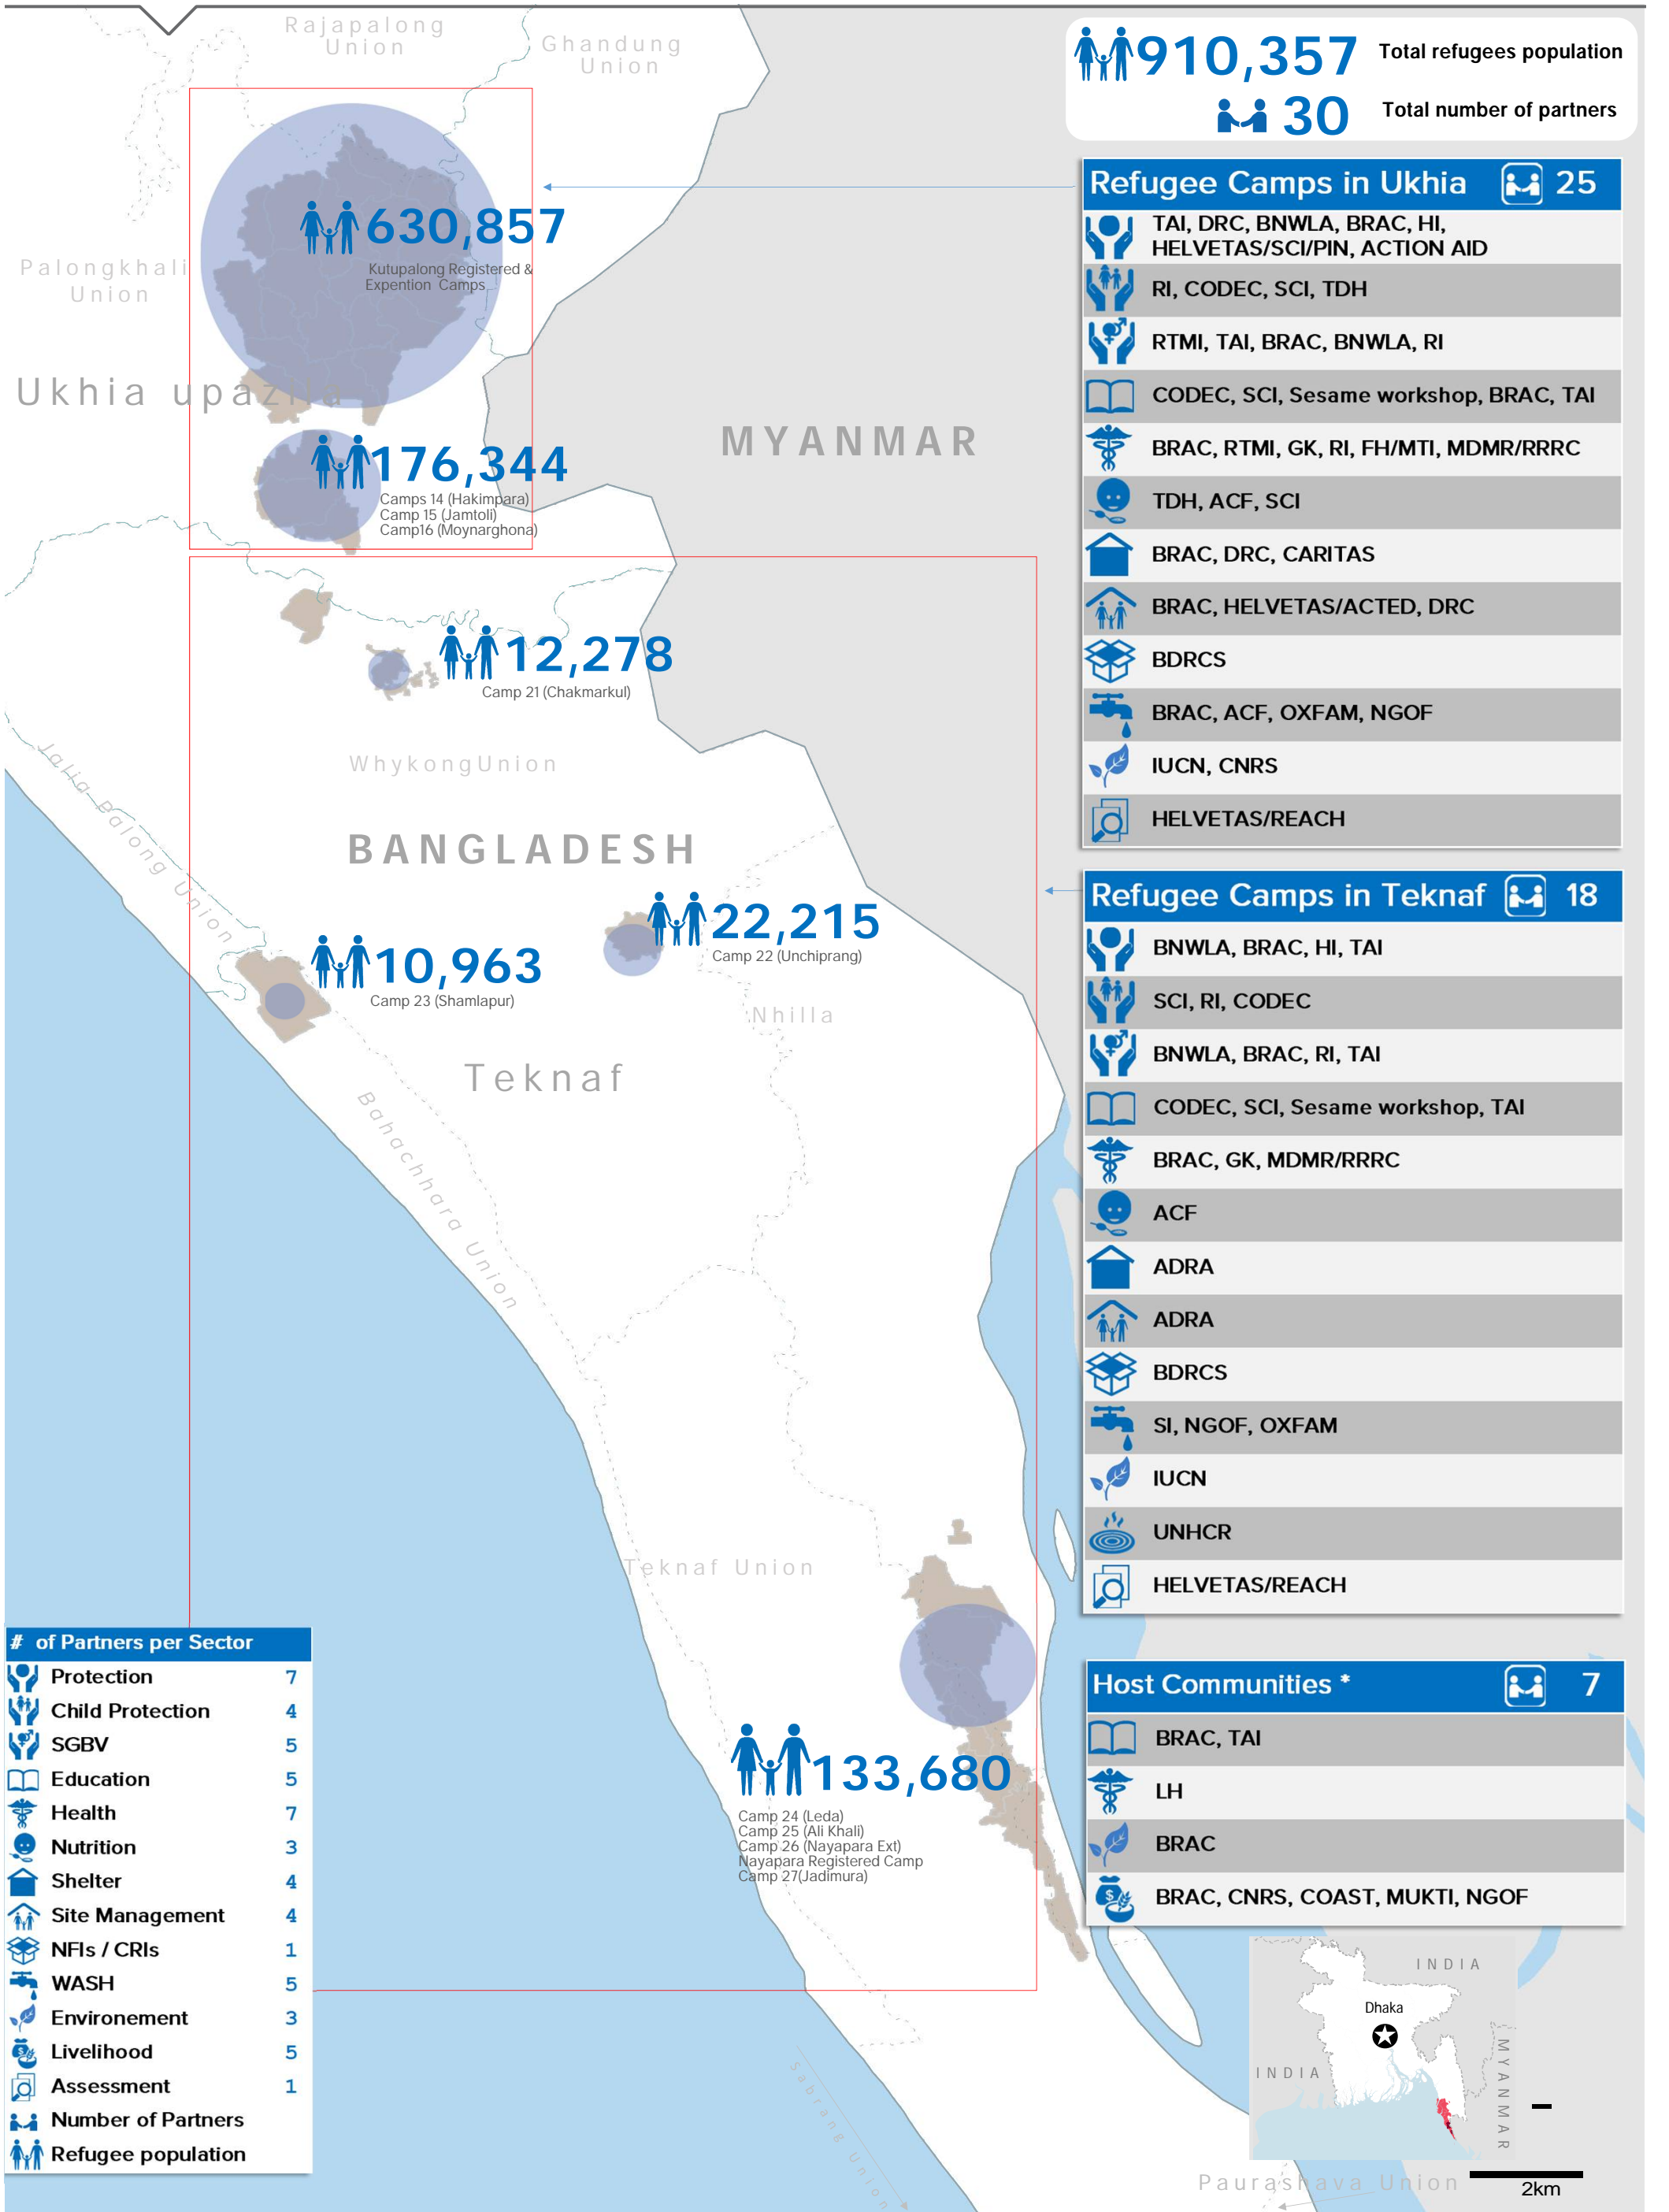 Rajapalong
Union
Ghandung
Union
910,357 Total refugees population
30 Total number of partners
630,857
Kutupalong Registered &
Expention Camps
Palongkhali
Union
Ukhia upazila
176,344
Camps 14 (Hakimpara)
Camp 15 (Jamtoli)
Camp16 (Moynarghona)
MYANMAR
12,278
Camp 21 (Chakmarkul)
Whykong Union
Jalia Palong Union
BANGLADESH
22,215
Camp 22 (Unchiprang)
10,963
Camp 23 (Shamlapur)
Nhilla
Teknaf
Bahachhara Union
Teknaf Union
133,680
Camp 24 (Leda)
Camp 25 (Ali Khali)
Camp 26 (Nayapara Ext)
Nayapara Registered Camp
Camp 27(Jadimura)
Sabrang Union
Paurashava Union
Refugee Camps in Ukhia 25
TAI, DRC, BNWLA, BRAC, HI,
HELVETAS/SCI/PIN, ACTION AID
RI, CODEC, SCI, TDH
RTMI, TAI, BRAC, BNWLA, RI
CODEC, SCI, Sesame workshop, BRAC, TAI
BRAC, RTMI, GK, RI, FH/MTI, MDMR/RRRC
TDH, ACF, SCI
BRAC, DRC, CARITAS
BRAC, HELVETAS/ACTED, DRC
BDRCS
BRAC, ACF, OXFAM, NGOF
IUCN, CNRS
HELVETAS/REACH
Refugee Camps in Teknaf 18
BNWLA, BRAC, HI, TAI
SCI, RI, CODEC
BNWLA, BRAC, RI, TAI
CODEC, SCI, Sesame workshop, TAI
BRAC, GK, MDMR/RRRC
ACF
ADRA
ADRA
BDRCS
SI, NGOF, OXFAM
IUCN
UNHCR
HELVETAS/REACH
Host Communities * 7
BRAC, TAI
LH
BRAC
BRAC, CNRS, COAST, MUKTI, NGOF
# of Partners per Sector
Protection 7
Child Protection 4
SGBV 5
Education 5
Health 7
Nutrition 3
Shelter 4
Site Management 4
NFIs / CRIs 1
WASH 5
Environement 3
Livelihood 5
Assessment 1
Number of Partners
Refugee population
INDIA
Dhaka
INDIA
MYANMAR
2km